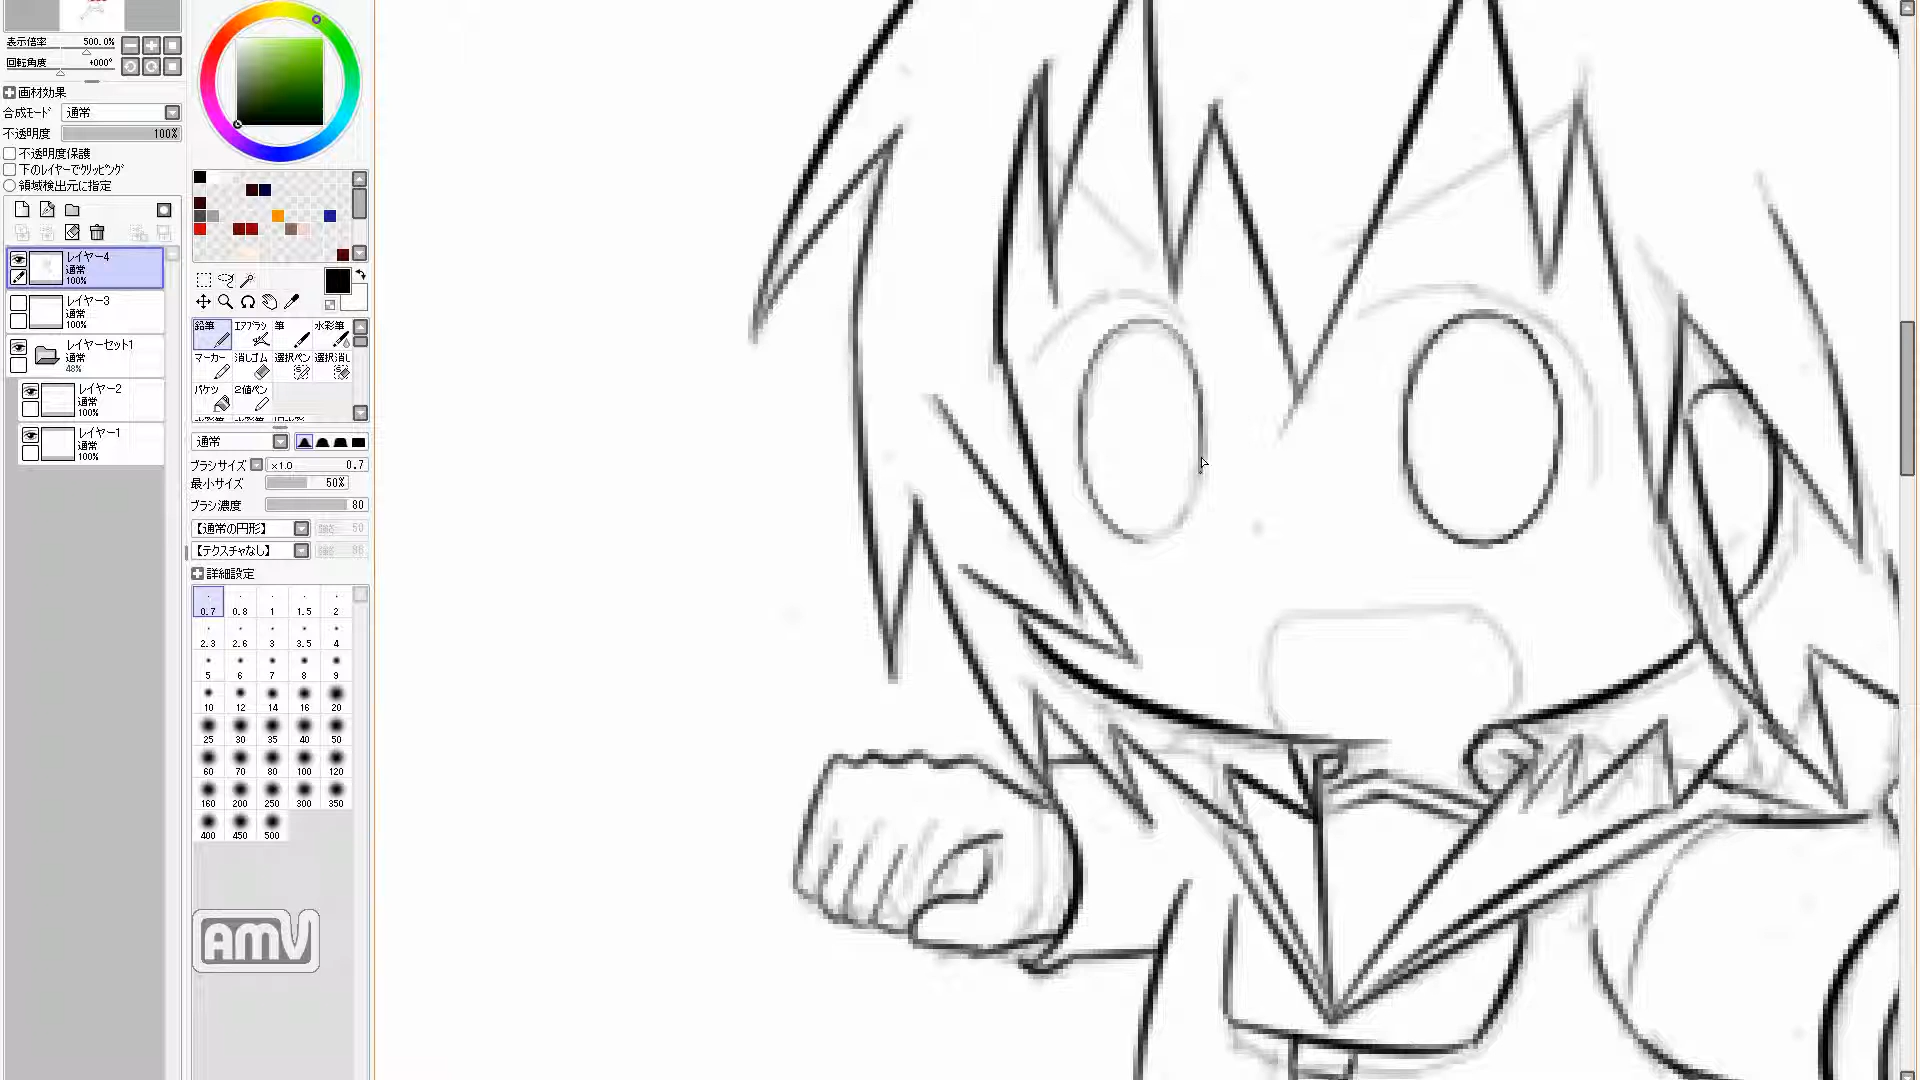 表示倍率 500.0%
回転角度 +000°
画材効果
合成ﾓｰﾄﾞ 通常
不透明度 100%
不透明度保護
下のﾚｲﾔｰでｸﾘｯﾋﾟﾝｸﾞ
領域検出元に指定
レイヤー4
通常
100%
レイヤー3
通常
100%
レイヤーセット1
通常
48%
レイヤー2
通常
100%
レイヤー1
通常
100%
鉛筆 ｴｱﾌﾞﾗｼ 筆 水彩筆
マーカー 消しゴム 選択ペン 選択消し
バケツ 2値ペン
通常
ブラシサイズ ×1.0 0.7
最小サイズ 50%
ブラシ濃度 80
【通常の円形】 50
【テクスチャなし】
詳細設定
0.7 0.8 1 1.5 2
2.3 2.6 3 3.5 4
5 6 7 8 9
10 12 14 16 20
25 30 35 40 50
60 70 80 100 120
160 200 250 300 350
400 450 500
AMV